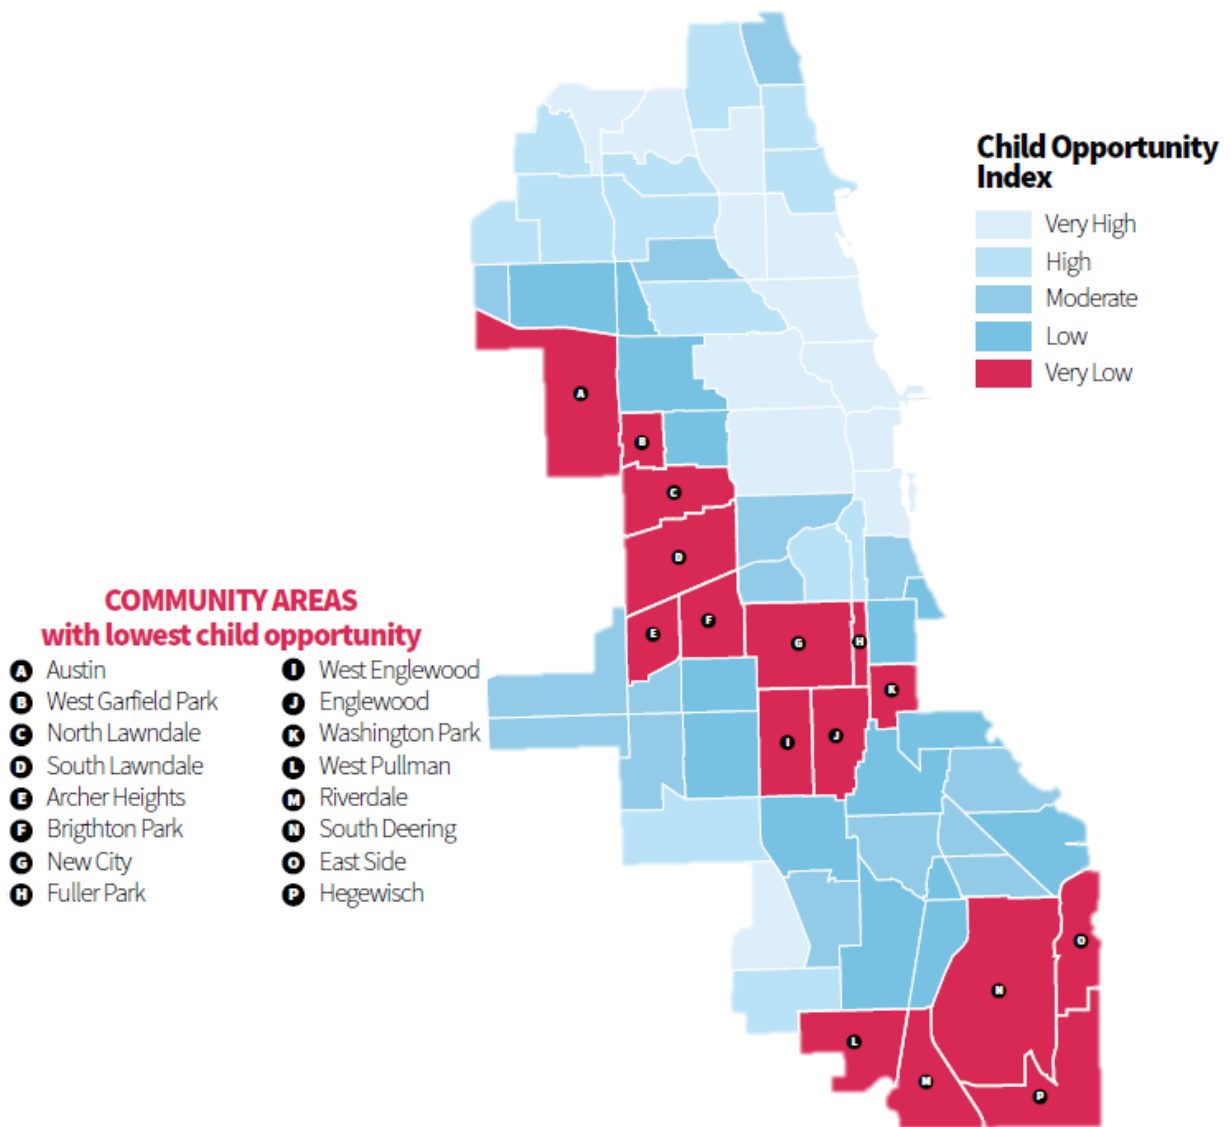 Child Opportunity
Index
Very High
High
Moderate
Low
Very Low
COMMUNITY AREAS
with lowest child opportunity
A Austin
B West Garfield Park
C North Lawndale
D South Lawndale
E Archer Heights
F Brigthton Park
G New City
H Fuller Park
I West Englewood
J Englewood
K Washington Park
L West Pullman
M Riverdale
N South Deering
O East Side
P Hegewisch
A
B
C
D
E
F
G
H
K
I
J
O
N
L
M
P